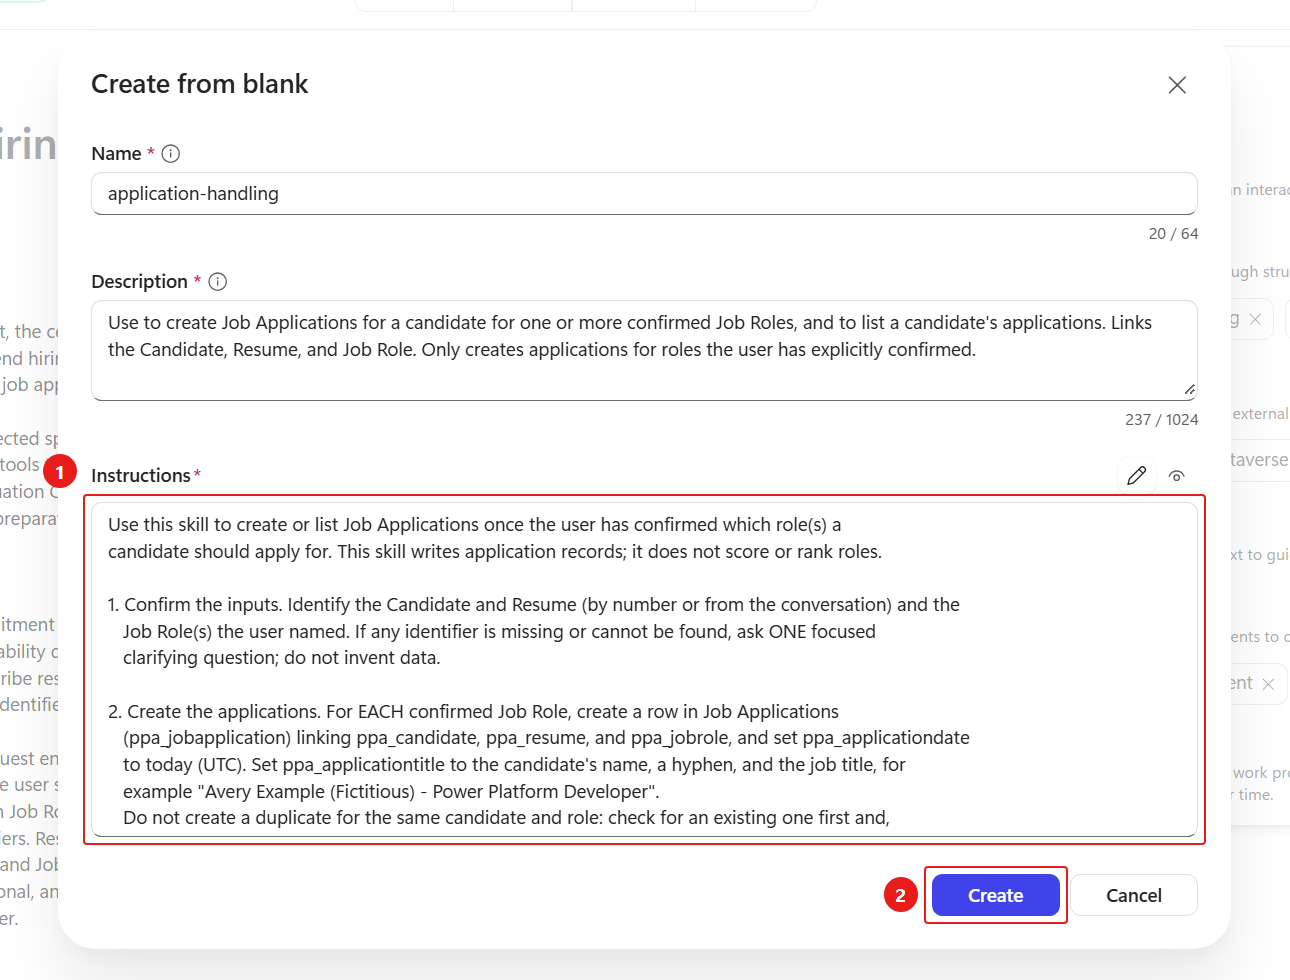 Create from blank
Name *
application-handling
20 / 64
Description *
Use to create Job Applications for a candidate for one or more confirmed Job Roles, and to list a candidate's applications. Links
the Candidate, Resume, and Job Role. Only creates applications for roles the user has explicitly confirmed.
237 / 1024
1
Instructions*
Use this skill to create or list Job Applications once the user has confirmed which role(s) a
candidate should apply for. This skill writes application records; it does not score or rank roles.
1. Confirm the inputs. Identify the Candidate and Resume (by number or from the conversation) and the
Job Role(s) the user named. If any identifier is missing or cannot be found, ask ONE focused
clarifying question; do not invent data.
2. Create the applications. For EACH confirmed Job Role, create a row in Job Applications
(ppa_jobapplication) linking ppa_candidate, ppa_resume, and ppa_jobrole, and set ppa_applicationdate
to today (UTC). Set ppa_applicationtitle to the candidate's name, a hyphen, and the job title, for
example "Avery Example (Fictitious) - Power Platform Developer".
Do not create a duplicate for the same candidate and role: check for an existing one first and,
2
Create
Cancel